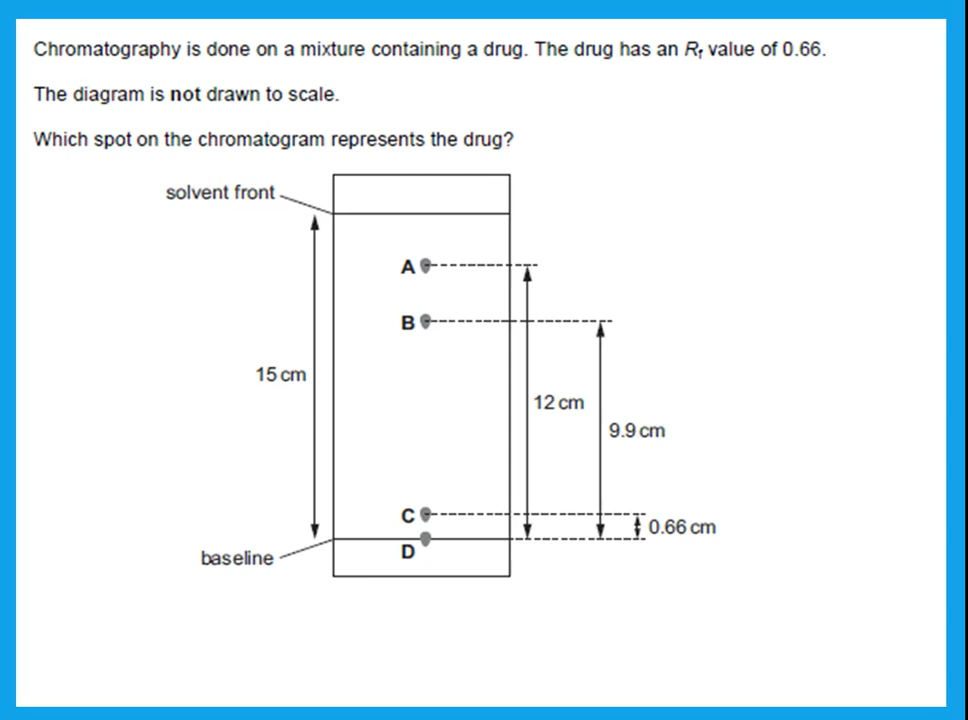 Chromatography is done on a mixture containing a drug. The drug has an Rf value of 0.66.
The diagram is not drawn to scale.
Which spot on the chromatogram represents the drug?
solvent front
A
B
15 cm
12 cm
9.9 cm
C
0.66 cm
baseline
D